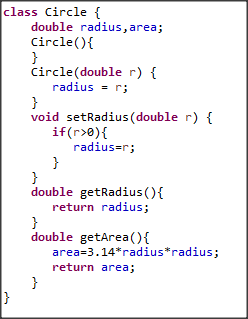 class Circle {
    double radius,area;
    Circle(){
    }
    Circle(double r) {
       radius = r;
    }
    void setRadius(double r) {
       if(r>0){
          radius=r;
       }
    }
    double getRadius(){
       return radius;
    }
    double getArea(){
       area=3.14*radius*radius;
       return area;
    }
}